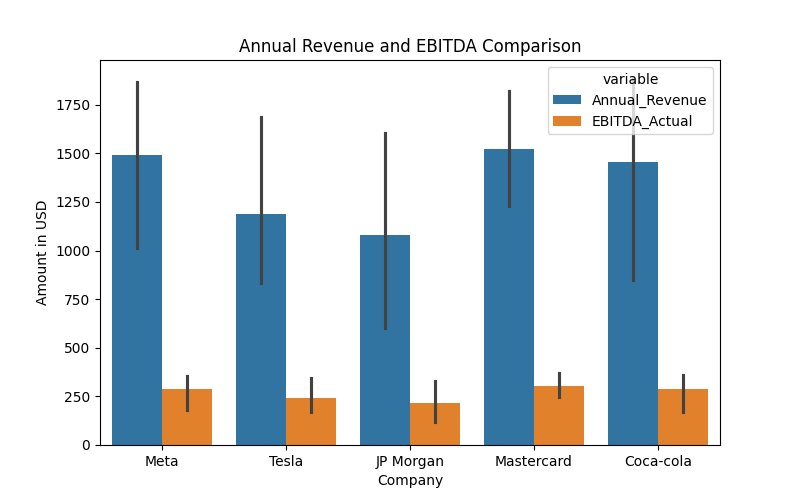 Annual Revenue and EBITDA Comparison
variable
Annual_Revenue
EBITDA_Actual
Amount in USD
1750
1500
1250
1000
750
500
250
0
Meta
Tesla
JP Morgan
Mastercard
Coca-cola
Company